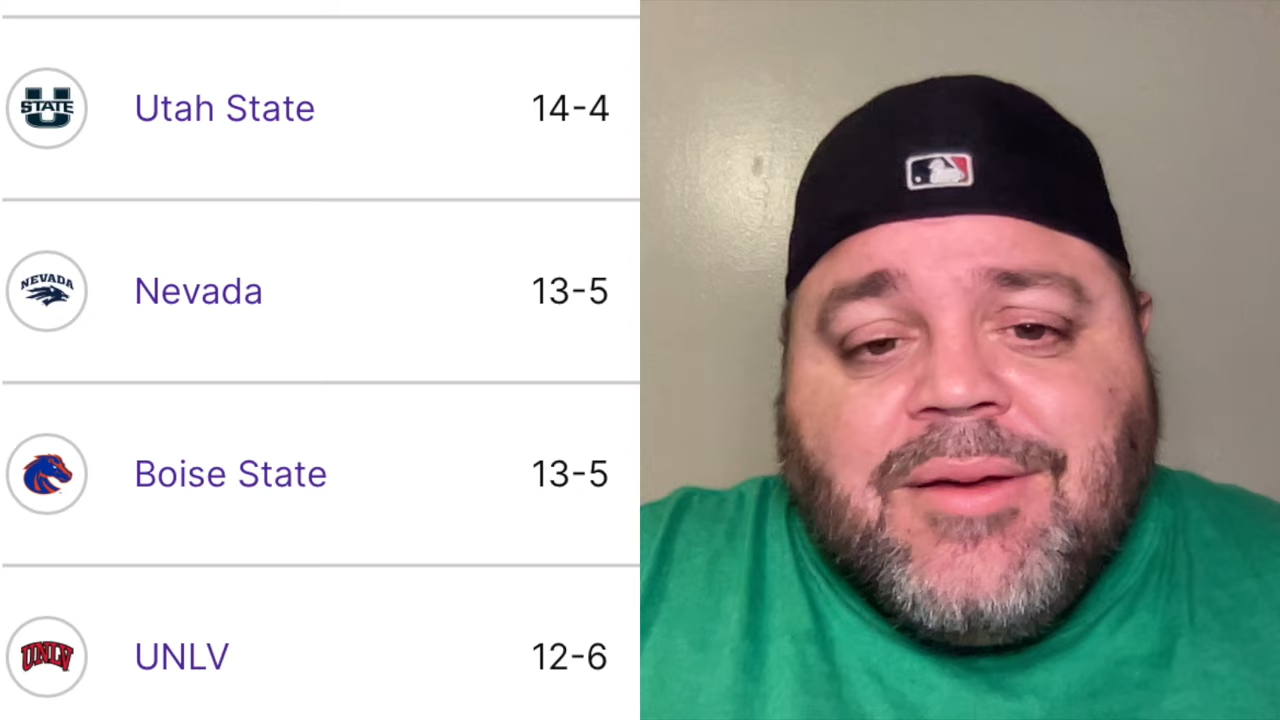 STATE
Utah State
14-4
NEVADA
Nevada
13-5
Boise State
13-5
UNLV
UNLV
12-6